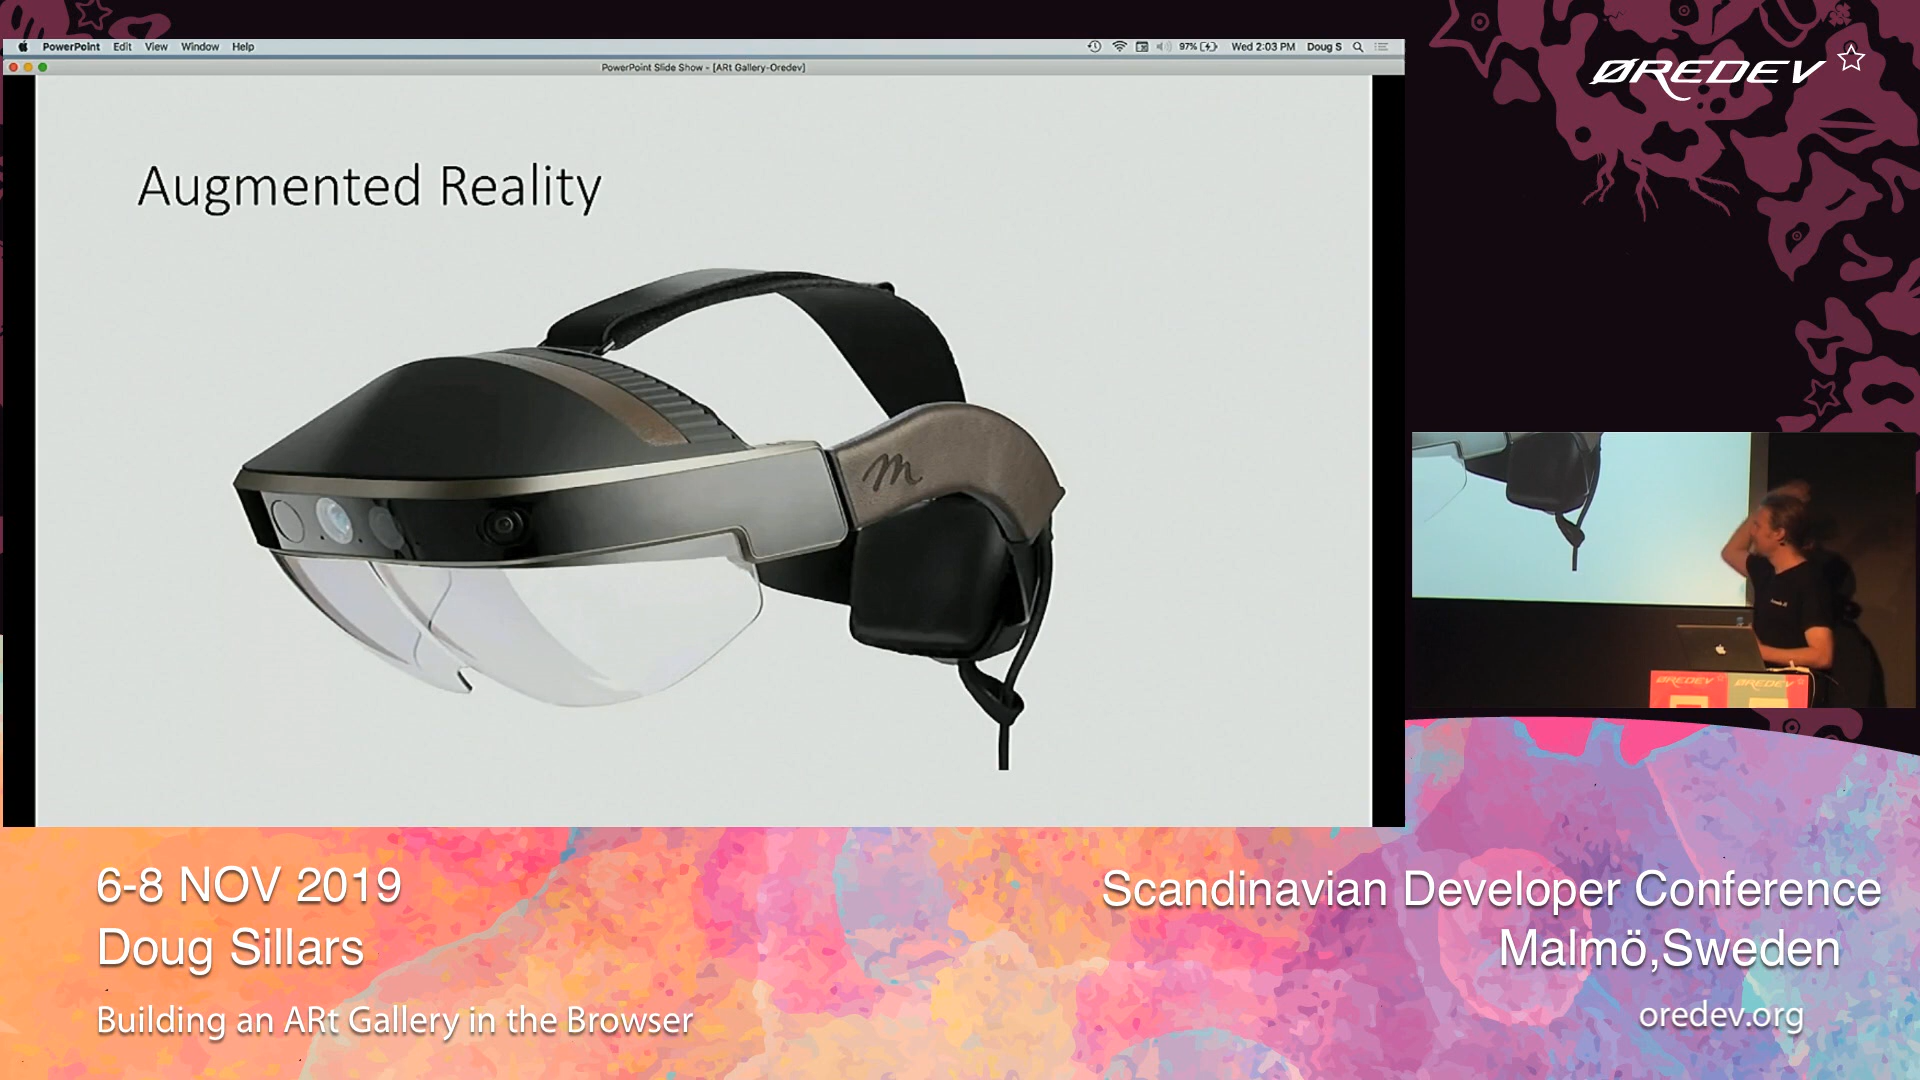 PowerPoint Edit View Window Help
97% Wed 2:03 PM Doug S
PowerPoint Slide Show - [ARt Gallery-Oredev]
ØREDEV
Augmented Reality
m
ØREDEV ØREDEV
6-8 NOV 2019
Doug Sillars
Building an ARt Gallery in the Browser
Scandinavian Developer Conference
Malmö,Sweden
oredev.org